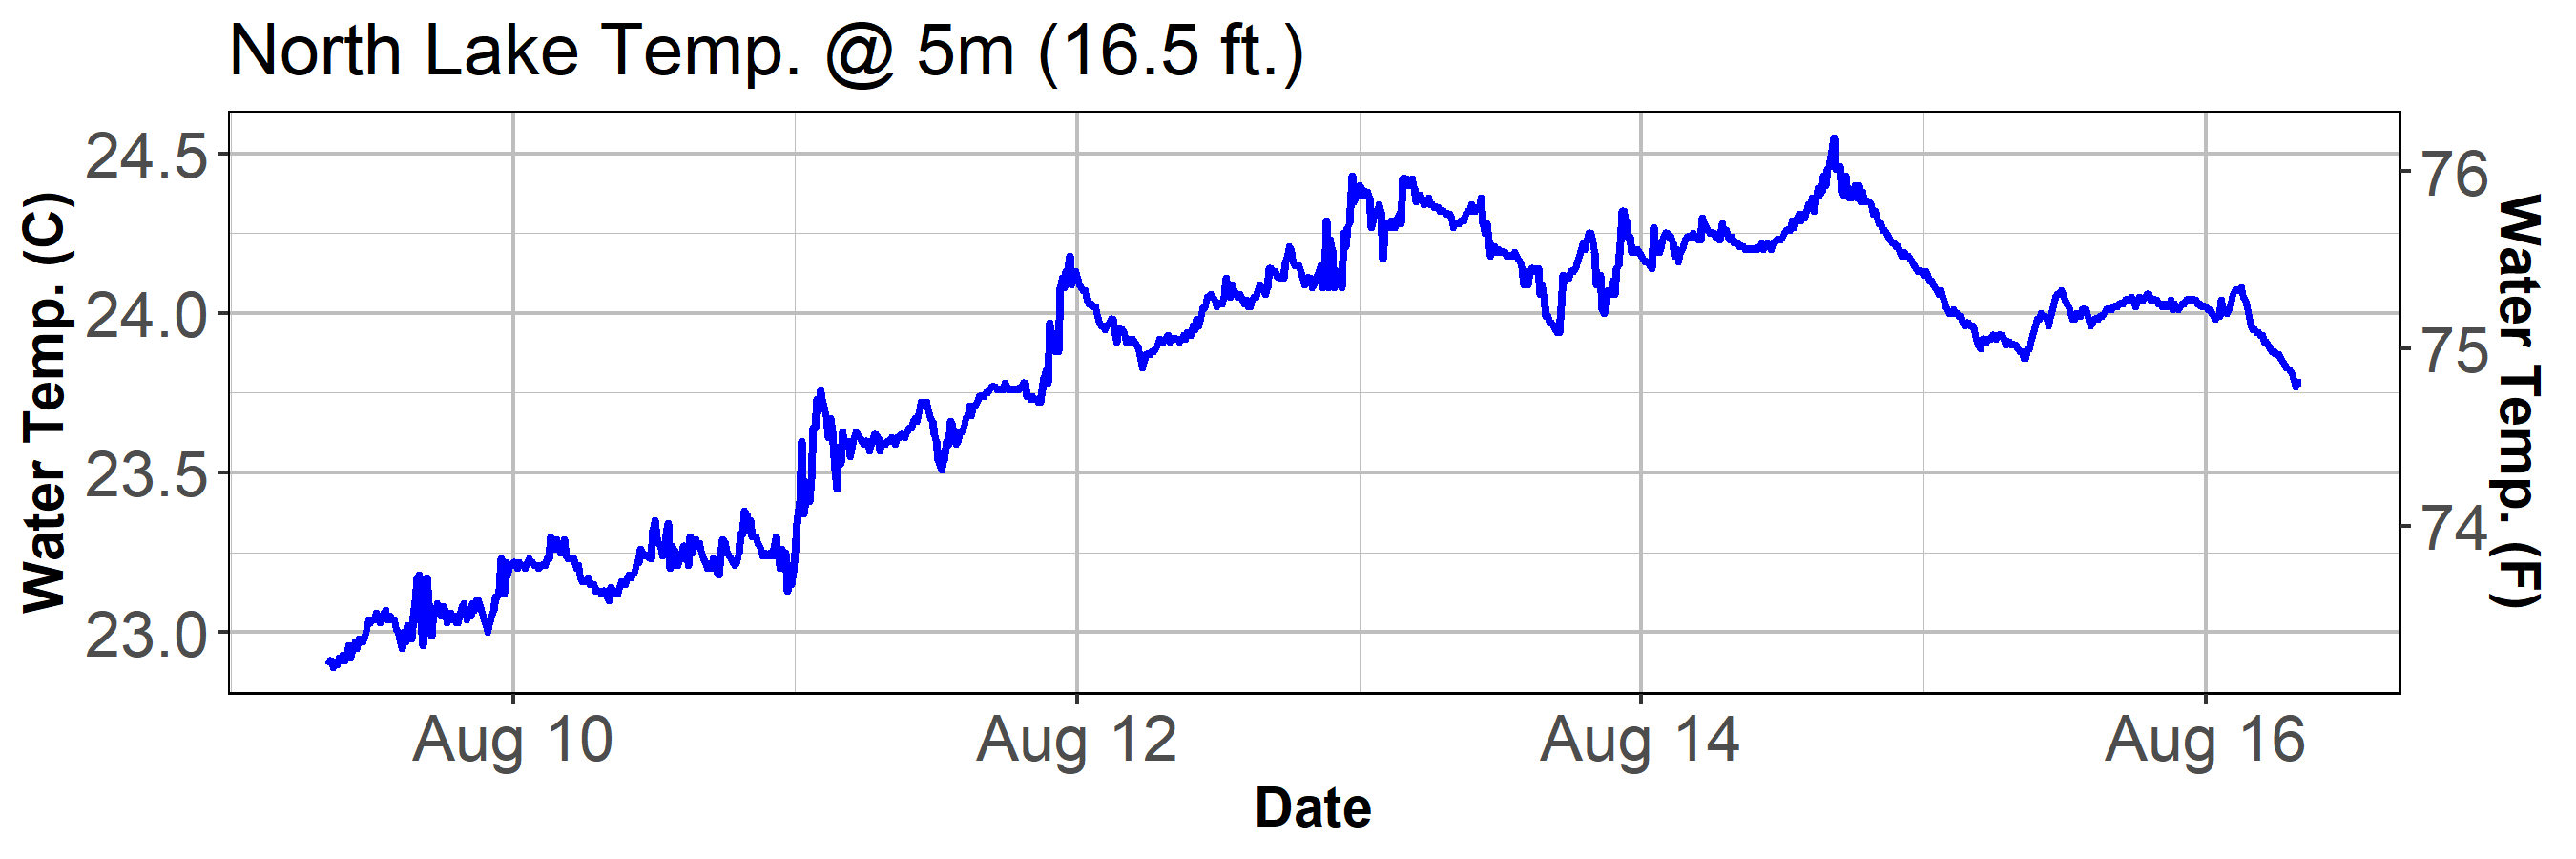 North Lake Temp. @ 5m (16.5 ft.)
Water Temp. (C)
24.5
24.0
23.5
23.0
76
75
74
Water Temp. (F)
Aug 10 Aug 12 Aug 14 Aug 16
Date